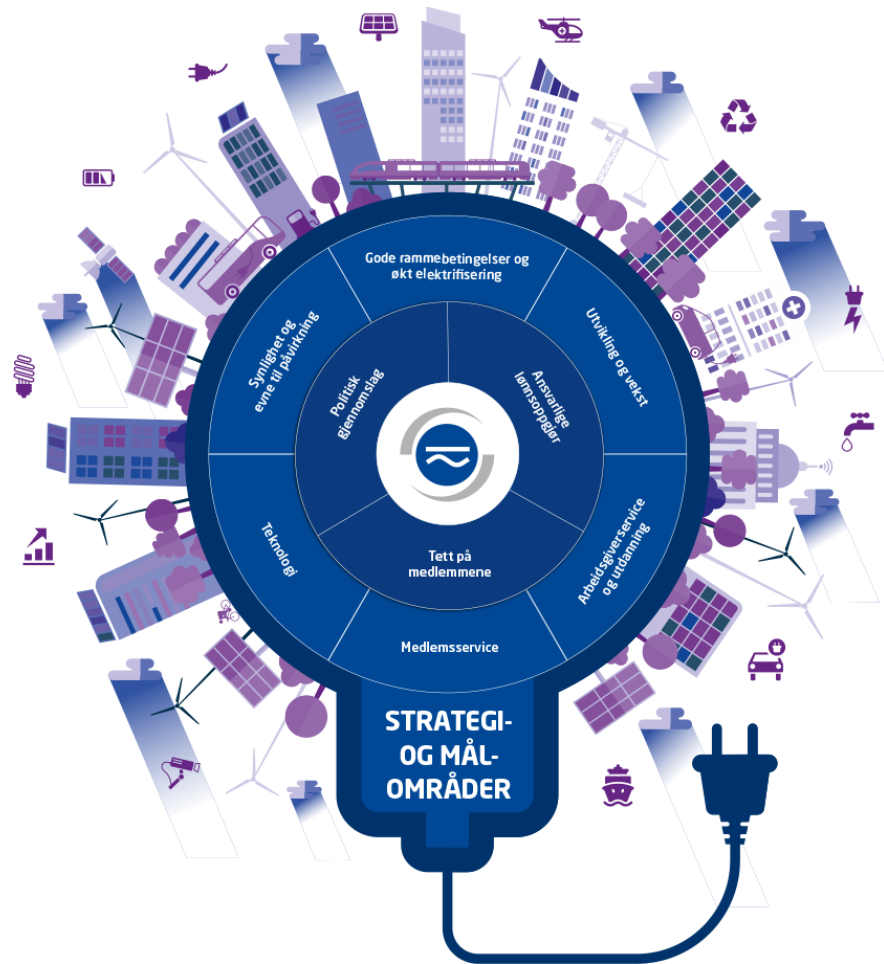 Gode rammebetingelser og
økt elektrifisering
Utvikling og vekst
Arbeidsgiverservice
og utdanning
Medlemsservice
Teknologi
Synlighet og
evne til påvirkning
Politisk
gjennomslag
Ansvarlige
lønnsoppgjør
Tett på
medlemmene
STRATEGI-
OG MÅL-
OMRÅDER